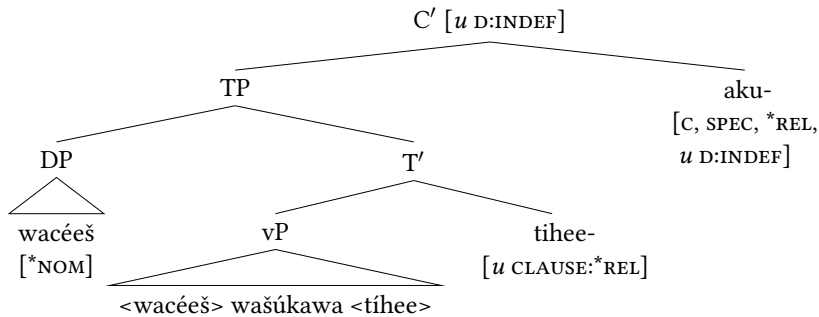 C′ [u D:INDEF]
TP
aku-
[C, SPEC, *REL,
u D:INDEF]
DP
T′
wacéeš
[*NOM]
vP
tihee-
[u CLAUSE:*REL]
<wacéeš> wašúkawa <tíhee>